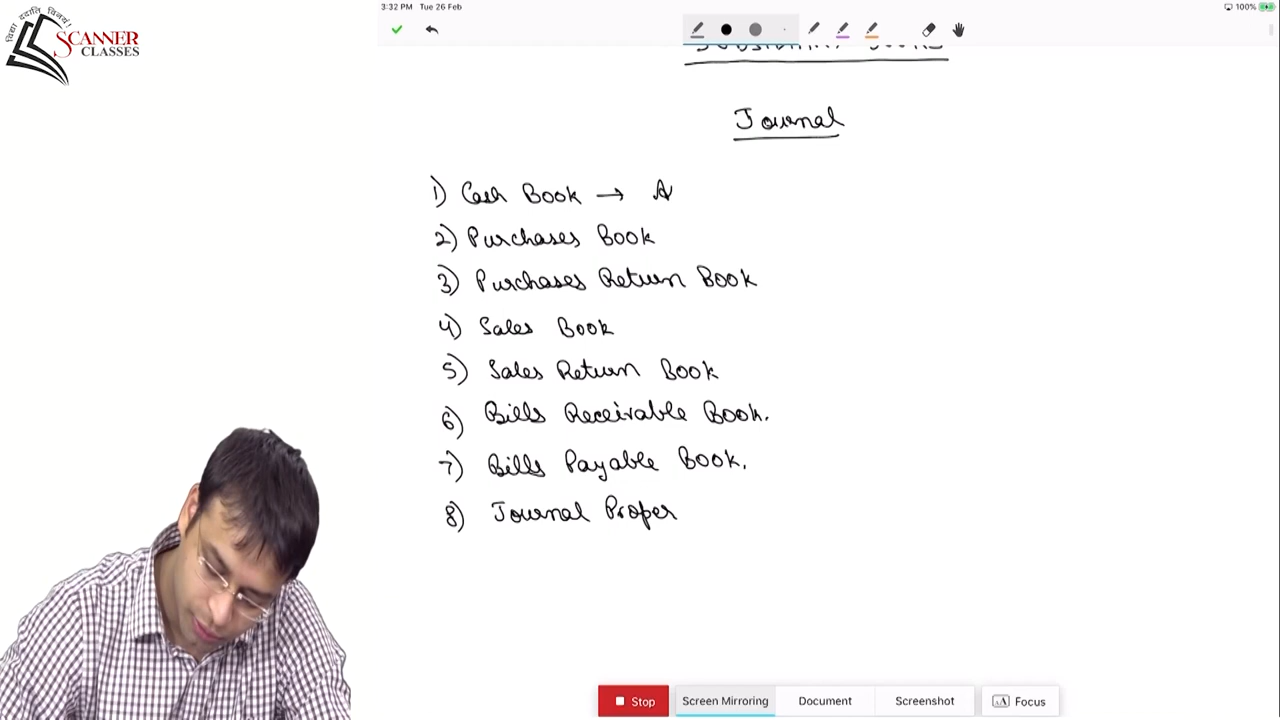 3:32 PM Tue 26 Feb
100%
विद्या ददाति विनयं।
SCANNER
CLASSES
Journal
1) Cash Book → A
2) Purchases Book
3) Purchases Return Book
4) Sales Book
5) Sales Return Book
6) Bills Receivable Book.
7) Bills Payable Book.
8) Journal Proper
Stop
Screen Mirroring
Document
Screenshot
A Focus